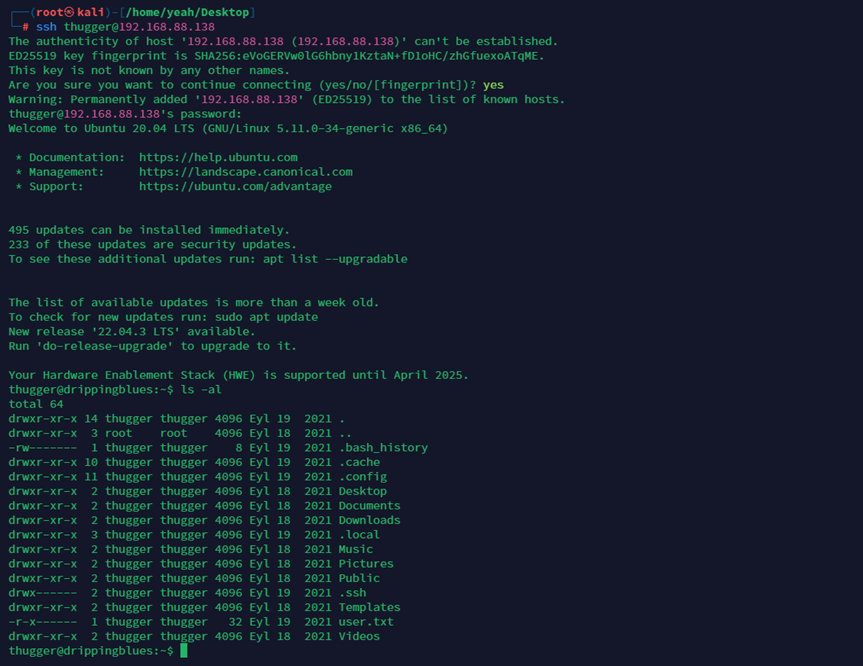 ┌──(root㉿kali)-[/home/yeah/Desktop]
└─# ssh thugger@192.168.88.138
The authenticity of host '192.168.88.138 (192.168.88.138)' can't be established.
ED25519 key fingerprint is SHA256:eVoGERVw0lG6hbny1KztaN+fD1oHC/zhGfuexoATqME.
This key is not known by any other names.
Are you sure you want to continue connecting (yes/no/[fingerprint])? yes
Warning: Permanently added '192.168.88.138' (ED25519) to the list of known hosts.
thugger@192.168.88.138's password:
Welcome to Ubuntu 20.04 LTS (GNU/Linux 5.11.0-34-generic x86_64)
* Documentation:  https://help.ubuntu.com
* Management:     https://landscape.canonical.com
* Support:        https://ubuntu.com/advantage
495 updates can be installed immediately.
233 of these updates are security updates.
To see these additional updates run: apt list --upgradable
The list of available updates is more than a week old.
To check for new updates run: sudo apt update
New release '22.04.3 LTS' available.
Run 'do-release-upgrade' to upgrade to it.
Your Hardware Enablement Stack (HWE) is supported until April 2025.
thugger@drippingblues:~$ ls -al
total 64
drwxr-xr-x 14 thugger thugger 4096 Eyl 19  2021 .
drwxr-xr-x  3 root    root    4096 Eyl 18  2021 ..
-rw-------  1 thugger thugger    8 Eyl 19  2021 .bash_history
drwxr-xr-x 10 thugger thugger 4096 Eyl 19  2021 .cache
drwxr-xr-x 11 thugger thugger 4096 Eyl 19  2021 .config
drwxr-xr-x  2 thugger thugger 4096 Eyl 18  2021 Desktop
drwxr-xr-x  2 thugger thugger 4096 Eyl 18  2021 Documents
drwxr-xr-x  2 thugger thugger 4096 Eyl 18  2021 Downloads
drwxr-xr-x  3 thugger thugger 4096 Eyl 19  2021 .local
drwxr-xr-x  2 thugger thugger 4096 Eyl 18  2021 Music
drwxr-xr-x  2 thugger thugger 4096 Eyl 18  2021 Pictures
drwxr-xr-x  2 thugger thugger 4096 Eyl 18  2021 Public
drwx------  2 thugger thugger 4096 Eyl 18  2021 .ssh
drwxr-xr-x  2 thugger thugger 4096 Eyl 18  2021 Templates
-r-x------  1 thugger thugger   32 Eyl 19  2021 user.txt
drwxr-xr-x  2 thugger thugger 4096 Eyl 18  2021 Videos
thugger@drippingblues:~$